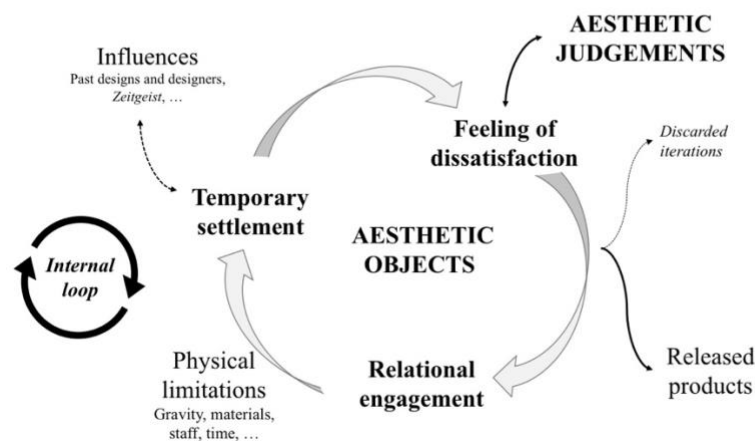 Influences
Past designs and designers,
Zeitgeist, …
AESTHETIC
JUDGEMENTS
Feeling of
dissatisfaction
Discarded
iterations
Temporary
settlement
AESTHETIC
OBJECTS
Internal
loop
Physical
limitations
Gravity, materials,
staff, time, …
Relational
engagement
Released
products